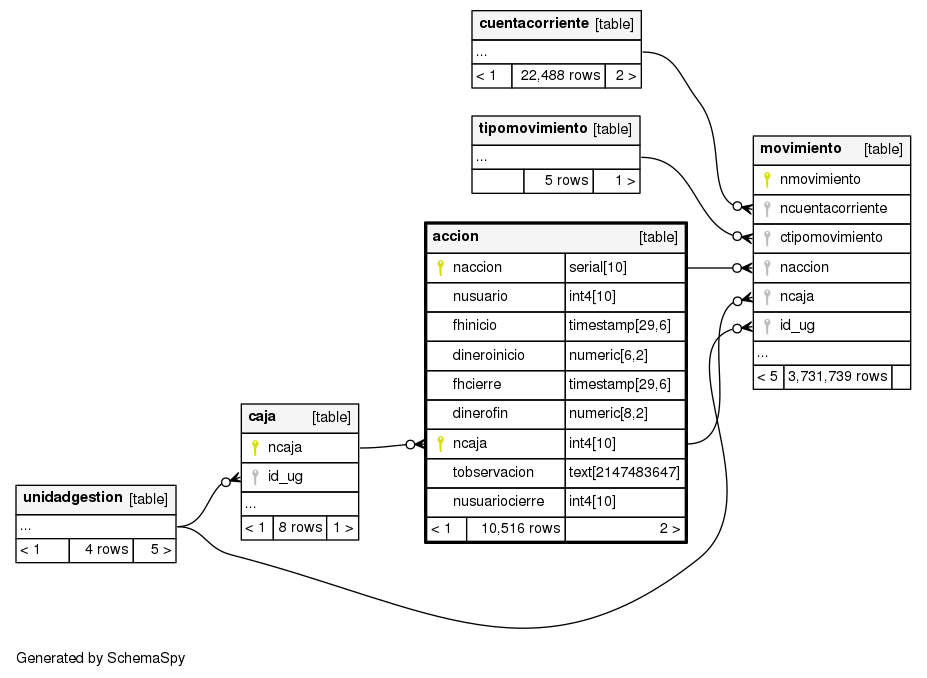 cuentacorriente [table]
...
< 1 22,488 rows 2 >
tipomovimiento [table]
...
5 rows 1 >
movimiento [table]
nmovimiento
ncuentacorriente
ctipomovimiento
naccion
ncaja
id_ug
...
< 5 3,731,739 rows
accion [table]
naccion serial[10]
nusuario int4[10]
fhinicio timestamp[29,6]
dineroinicio numeric[6,2]
fhcierre timestamp[29,6]
dinerofin numeric[8,2]
ncaja int4[10]
tobservacion text[2147483647]
nusuariocierre int4[10]
< 1 10,516 rows 2 >
caja [table]
ncaja
id_ug
...
< 1 8 rows 1 >
unidadgestion [table]
...
< 1 4 rows 5 >
Generated by SchemaSpy